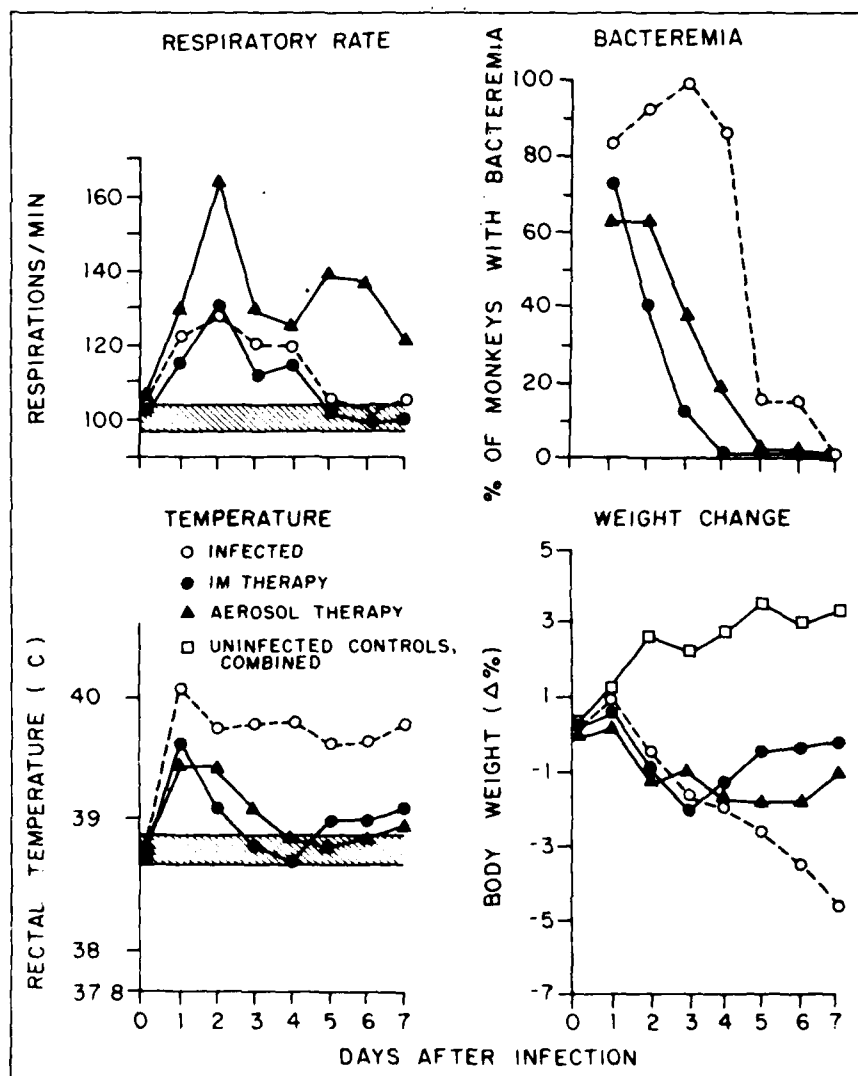 RESPIRATORY RATE
RESPIRATIONS/MIN
160
140
120
100
BACTEREMIA
% OF MONKEYS WITH BACTEREMIA
100
80
60
40
20
0
TEMPERATURE
INFECTED
IM THERAPY
AEROSOL THERAPY
UNINFECTED CONTROLS,
COMBINED
RECTAL TEMPERATURE ( C)
40
39
38
37 8
0 1 2 3 4 5 6 7
WEIGHT CHANGE
BODY WEIGHT (Δ%)
5
3
1
-1
-3
-5
-7
0 1 2 3 4 5 6 7
DAYS AFTER INFECTION